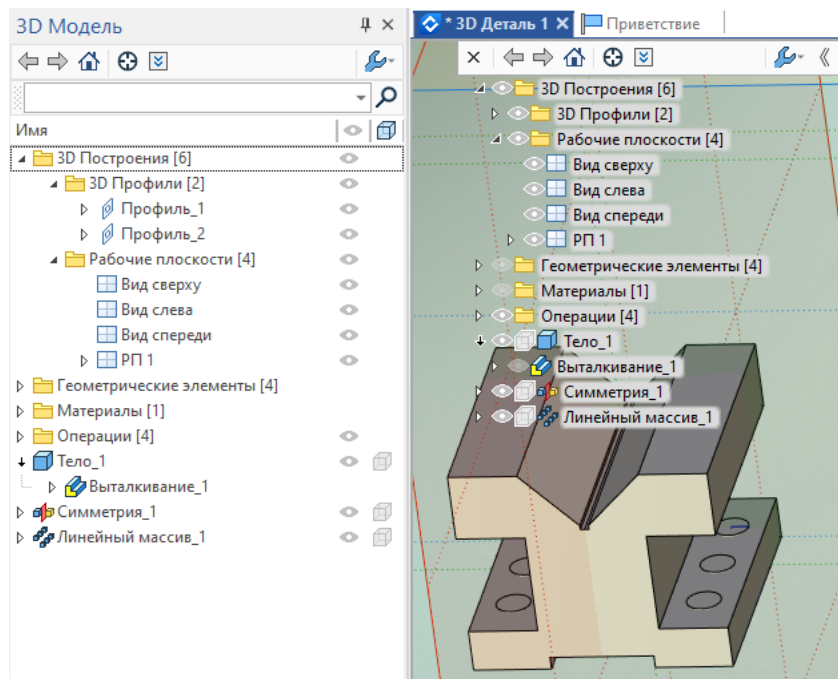 3D Модель
Имя
3D Построения [6]
3D Профили [2]
Профиль_1
Профиль_2
Рабочие плоскости [4]
Вид сверху
Вид слева
Вид спереди
РП 1
Геометрические элементы [4]
Материалы [1]
Операции [4]
Тело_1
Выталкивание_1
Симметрия_1
Линейный массив_1
* 3D Деталь 1
Приветствие
3D Построения [6]
3D Профили [2]
Рабочие плоскости [4]
Вид сверху
Вид слева
Вид спереди
РП 1
Геометрические элементы [4]
Материалы [1]
Операции [4]
Тело_1
Выталкивание_1
Симметрия_1
Линейный массив_1